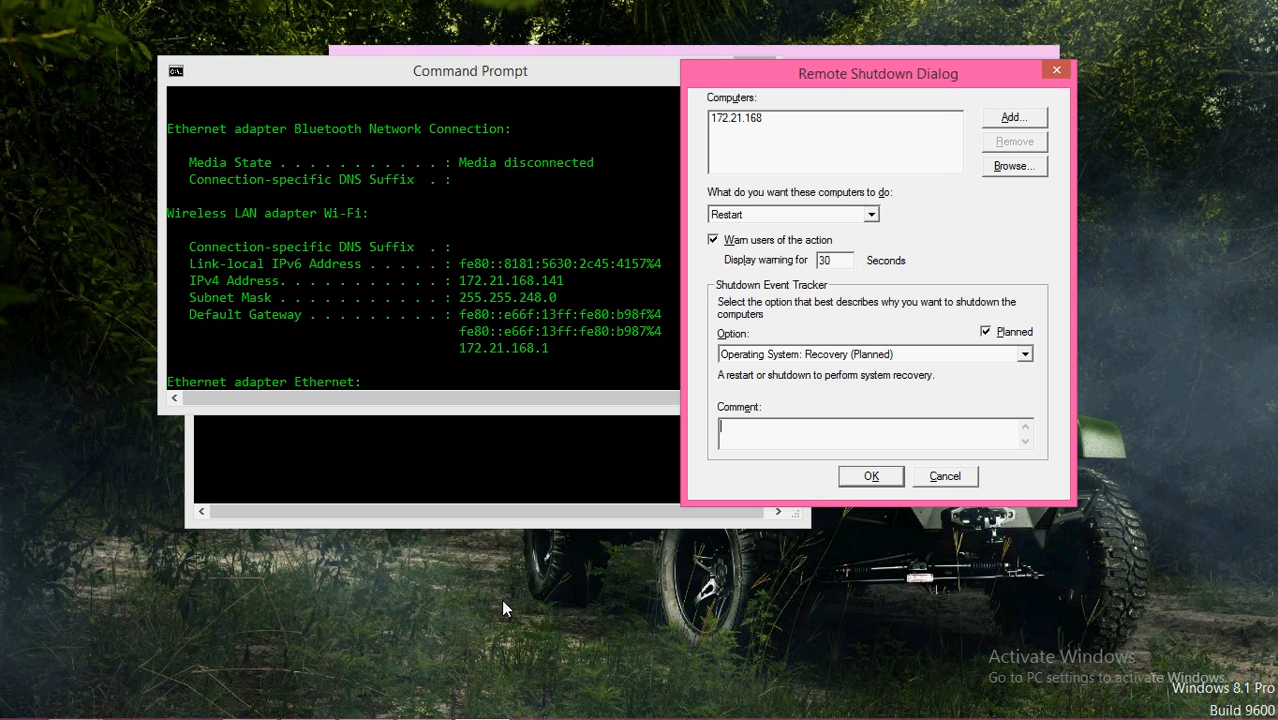 Command Prompt
Ethernet adapter Bluetooth Network Connection:
Media State . . . . . . . . . . . : Media disconnected
Connection-specific DNS Suffix  . :
Wireless LAN adapter Wi-Fi:
Connection-specific DNS Suffix  . :
Link-local IPv6 Address . . . . . : fe80::8181:5630:2c45:4157%4
IPv4 Address. . . . . . . . . . . : 172.21.168.141
Subnet Mask . . . . . . . . . . . : 255.255.248.0
Default Gateway . . . . . . . . . : fe80::e66f:13ff:fe80:b98f%4
fe80::e66f:13ff:fe80:b987%4
172.21.168.1
Ethernet adapter Ethernet:
Remote Shutdown Dialog
Computers:
172.21.168
Add...
Remove
Browse...
What do you want these computers to do:
Restart
Warn users of the action
Display warning for 30 Seconds
Shutdown Event Tracker
Select the option that best describes why you want to shutdown the
computers
Option:
Planned
Operating System: Recovery (Planned)
A restart or shutdown to perform system recovery.
Comment:
OK
Cancel
Activate Windows
Go to PC settings to activate Windows.
Windows 8.1 Pro
Build 9600